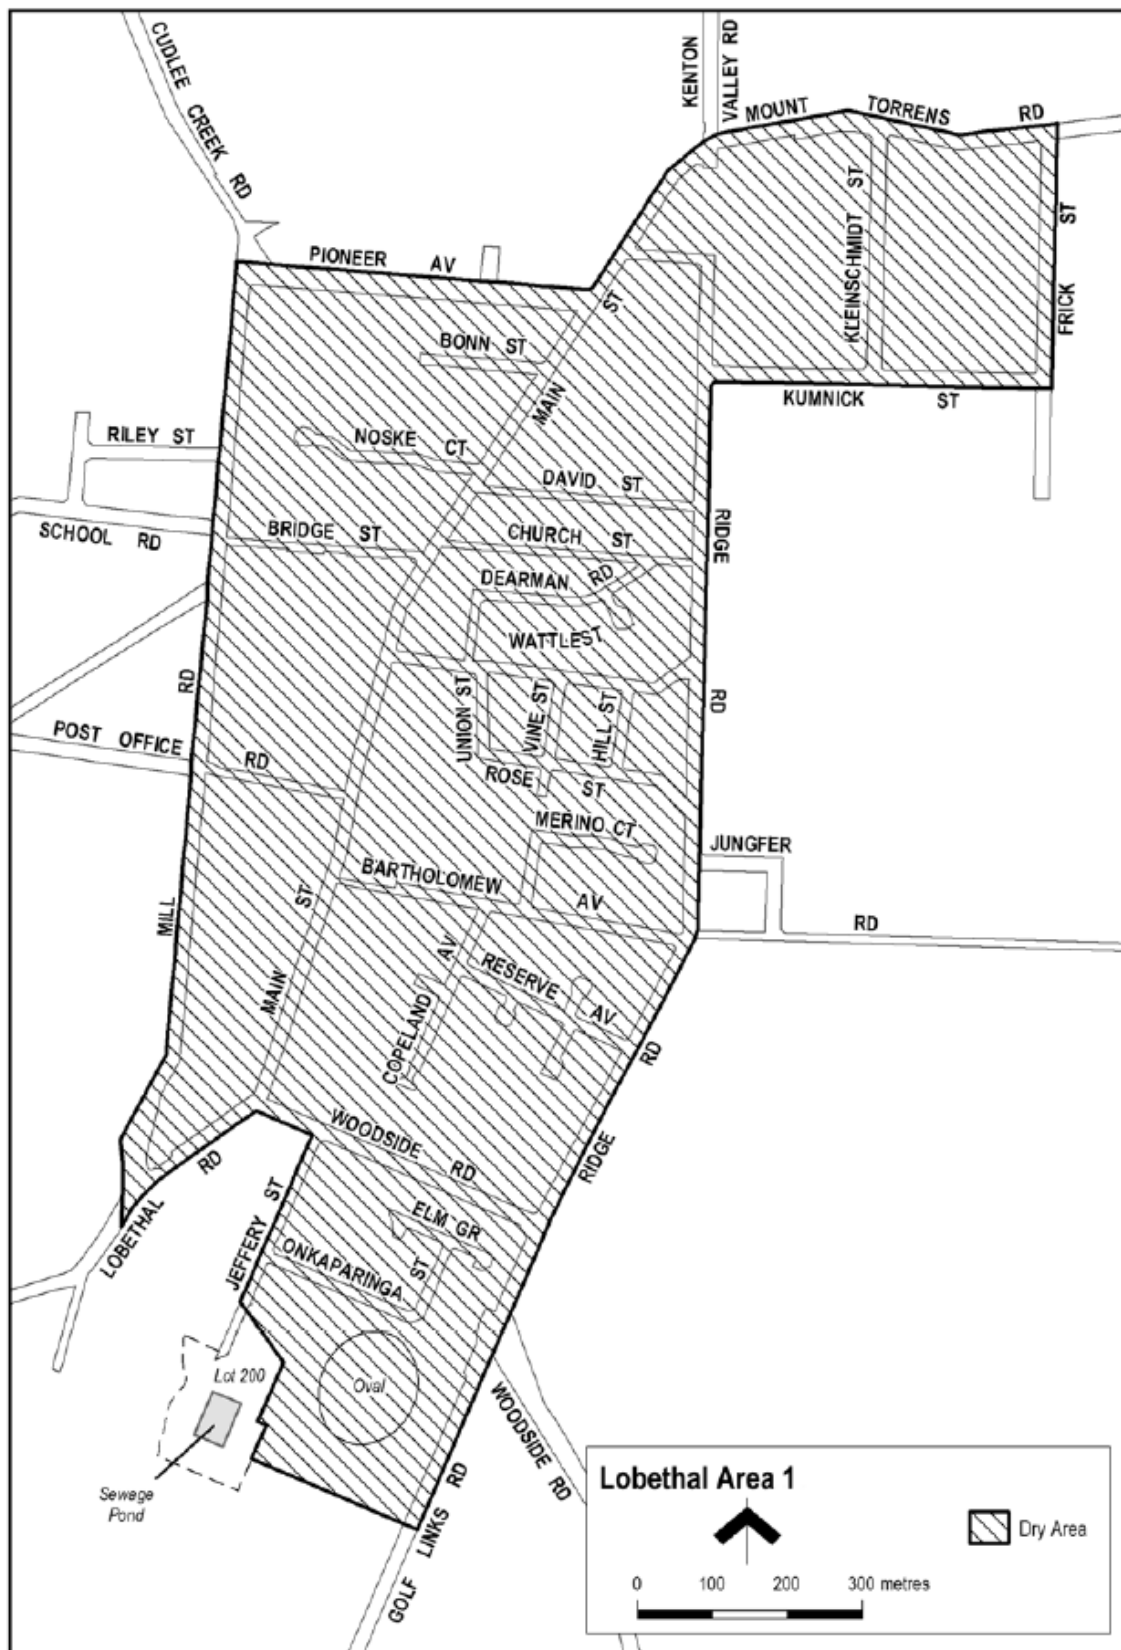 CUDLEE CREEK RD
KENTON
VALLEY RD
MOUNT TORRENS RD
KLEINSCHMIDT ST
FRICK ST
PIONEER AV
BONN ST
MAIN ST
KUMNICK ST
RILEY ST
NOSKE CT
DAVID ST
SCHOOL RD
BRIDGE ST
CHURCH ST
RIDGE RD
DEARMAN RD
WATTLE ST
UNION ST
VINE ST
HILL ST
POST OFFICE RD
ROSE ST
MERINO CT
JUNGFER RD
BARTHOLOMEW AV
MILL RD
MAIN ST
COPELAND AV
RESERVE AV
RIDGE RD
WOODSIDE RD
LOBETHAL RD
JEFFERY ST
ELM GR
ONKAPARINGA ST
Lot 200
Oval
WOODSIDE RD
Sewage
Pond
GOLF LINKS RD
Lobethal Area 1
Dry Area
0 100 200 300 metres